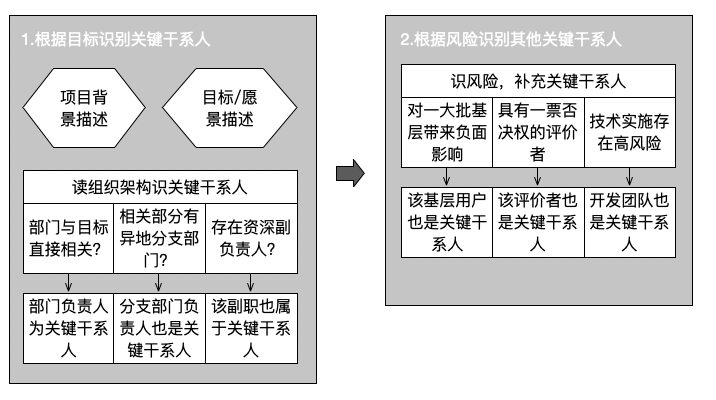 1.根据目标识别关键干系人
项目背
景描述
目标/愿
景描述
读组织架构识关键干系人
部门与目标
直接相关？
相关部分有
异地分支部
门？
存在资深副
负责人？
部门负责人
为关键干系
人
分支部门负
责人也是关
键干系人
该副职也属
于关键干系
人
2.根据风险识别其他关键干系人
识风险，补充关键干系人
对一大批基
层带来负面
影响
具有一票否
决权的评价
者
技术实施存
在高风险
该基层用户
也是关键干
系人
该评价者也
是关键干系
人
开发团队也
是关键干系
人